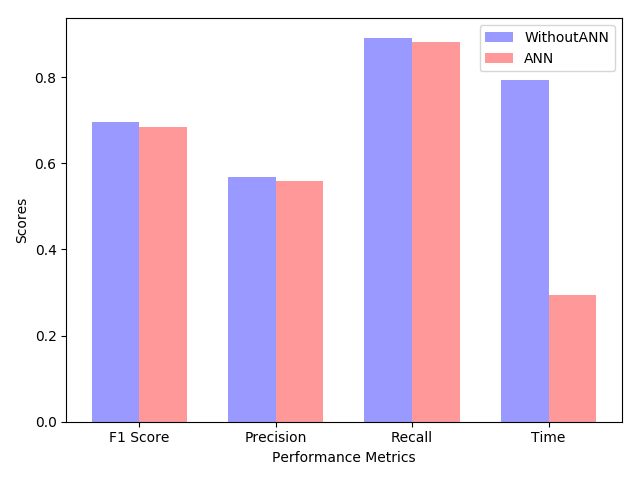 WithoutANN
ANN
Scores
0.8
0.6
0.4
0.2
0.0
F1 Score
Precision
Recall
Time
Performance Metrics